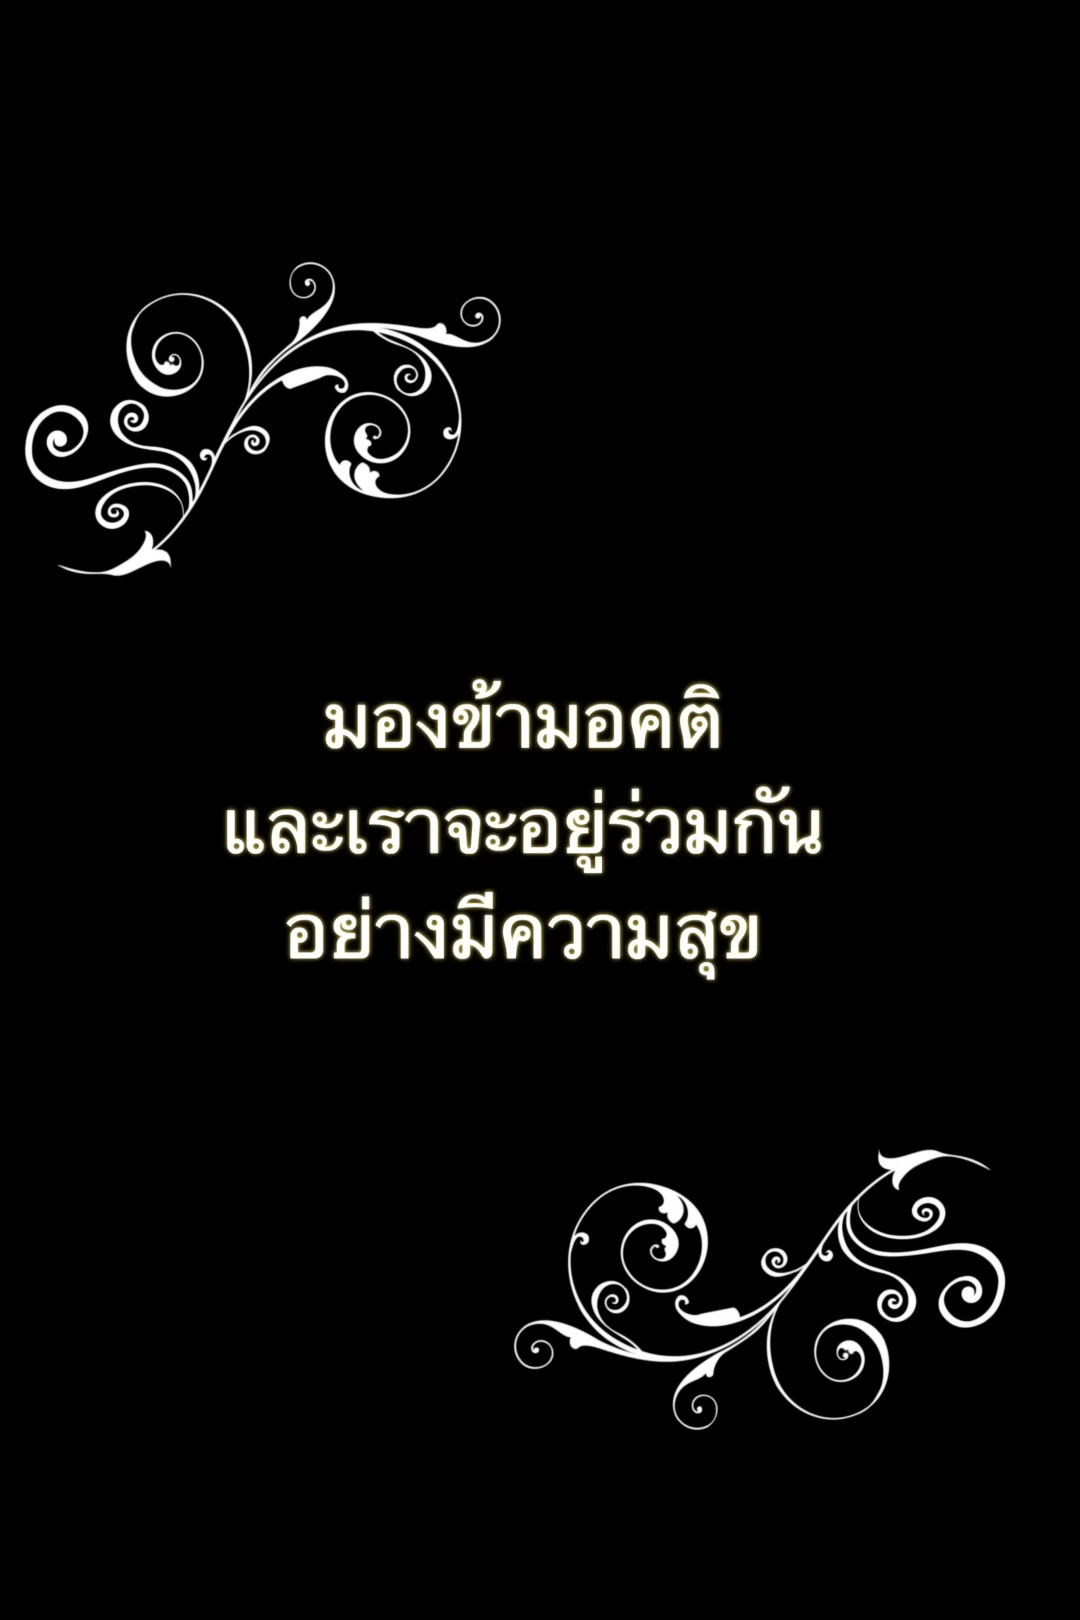 มองข้ามอคติ
และเราจะอยู่ร่วมกัน
อย่างมีความสุข